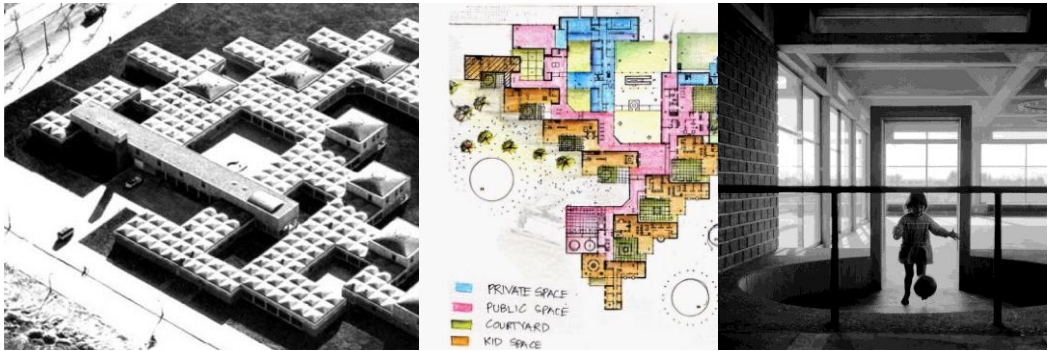 PRIVATE SPACE
PUBLIC SPACE
COURTYARD
KID SPACE